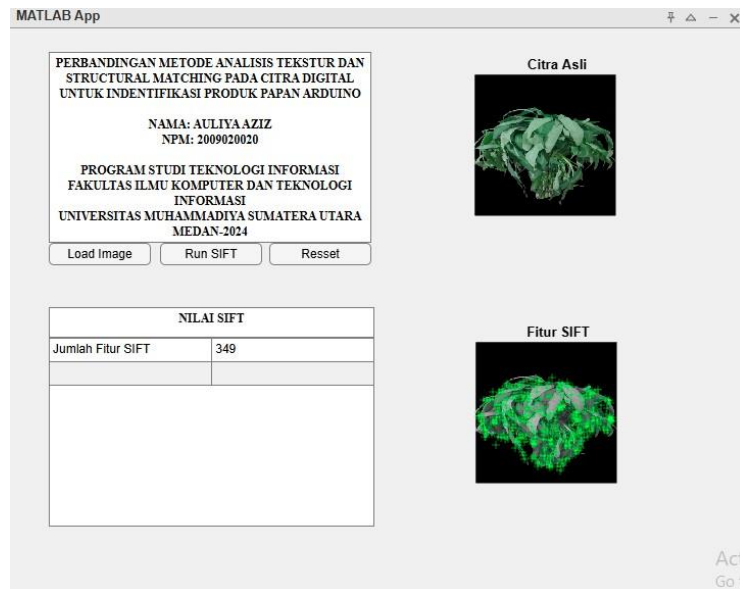 MATLAB App
PERBANDINGAN METODE ANALISIS TEKSTUR DAN
STRUCTURAL MATCHING PADA CITRA DIGITAL
UNTUK INDENTIFIKASI PRODUK PAPAN ARDUINO
NAMA: AULIYA AZIZ
NPM: 2009020020
PROGRAM STUDI TEKNOLOGI INFORMASI
FAKULTAS ILMU KOMPUTER DAN TEKNOLOGI
INFORMASI
UNIVERSITAS MUHAMMADIYA SUMATERA UTARA
MEDAN-2024
Load Image Run SIFT Resset
Citra Asli
NILAI SIFT
Jumlah Fitur SIFT 349
Fitur SIFT
Go